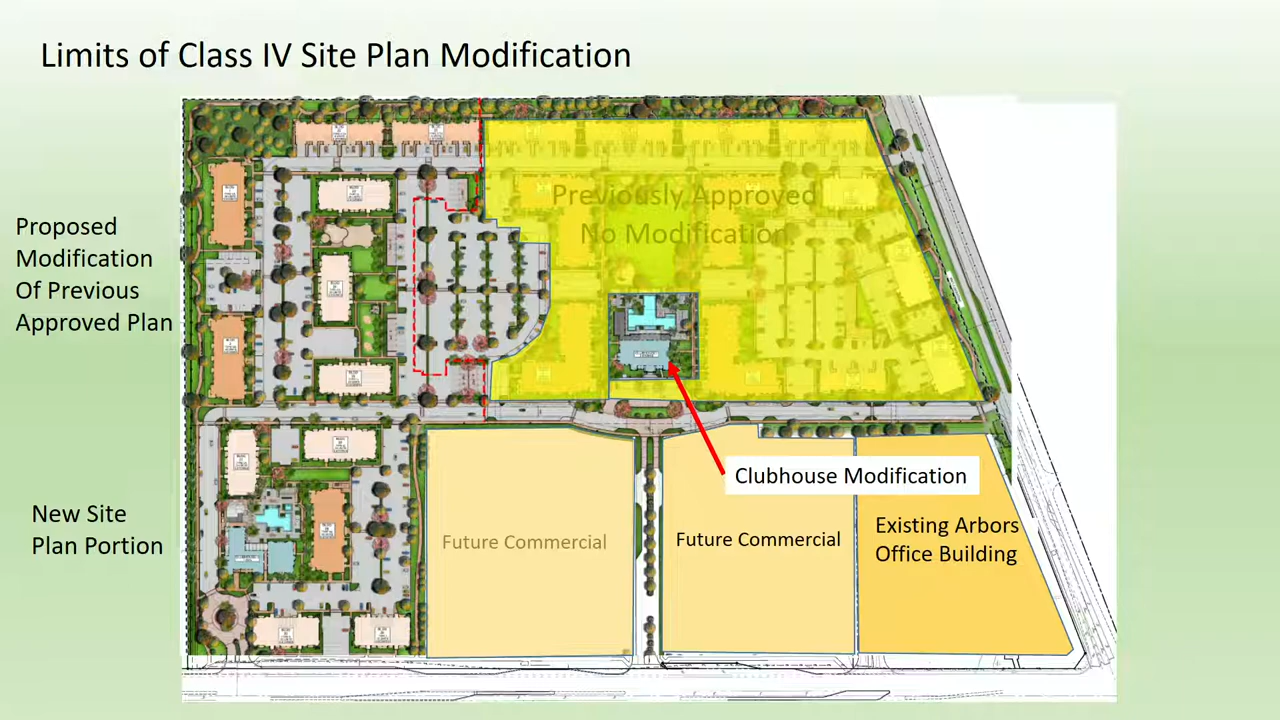 Limits of Class IV Site Plan Modification
Previously Approved
No Modification
Proposed
Modification
Of Previous
Approved Plan
Clubhouse Modification
New Site
Plan Portion
Future Commercial
Future Commercial
Existing Arbors
Office Building